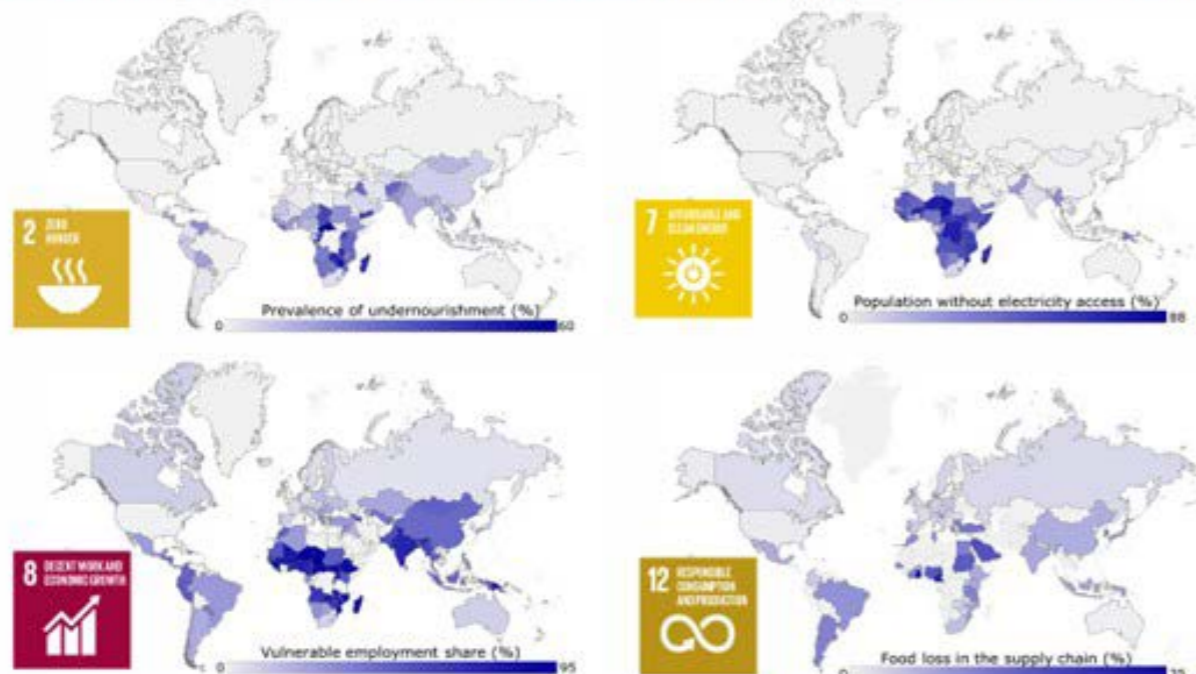 2 ZERO
HUNGER
Prevalence of undernourishment (%)
0 60
7 AFFORDABLE AND
CLEAN ENERGY
Population without electricity access (%)
0 88
8 DECENT WORK AND
ECONOMIC GROWTH
Vulnerable employment share (%)
0 95
12 RESPONSIBLE
CONSUMPTION
AND PRODUCTION
Food loss in the supply chain (%)
0